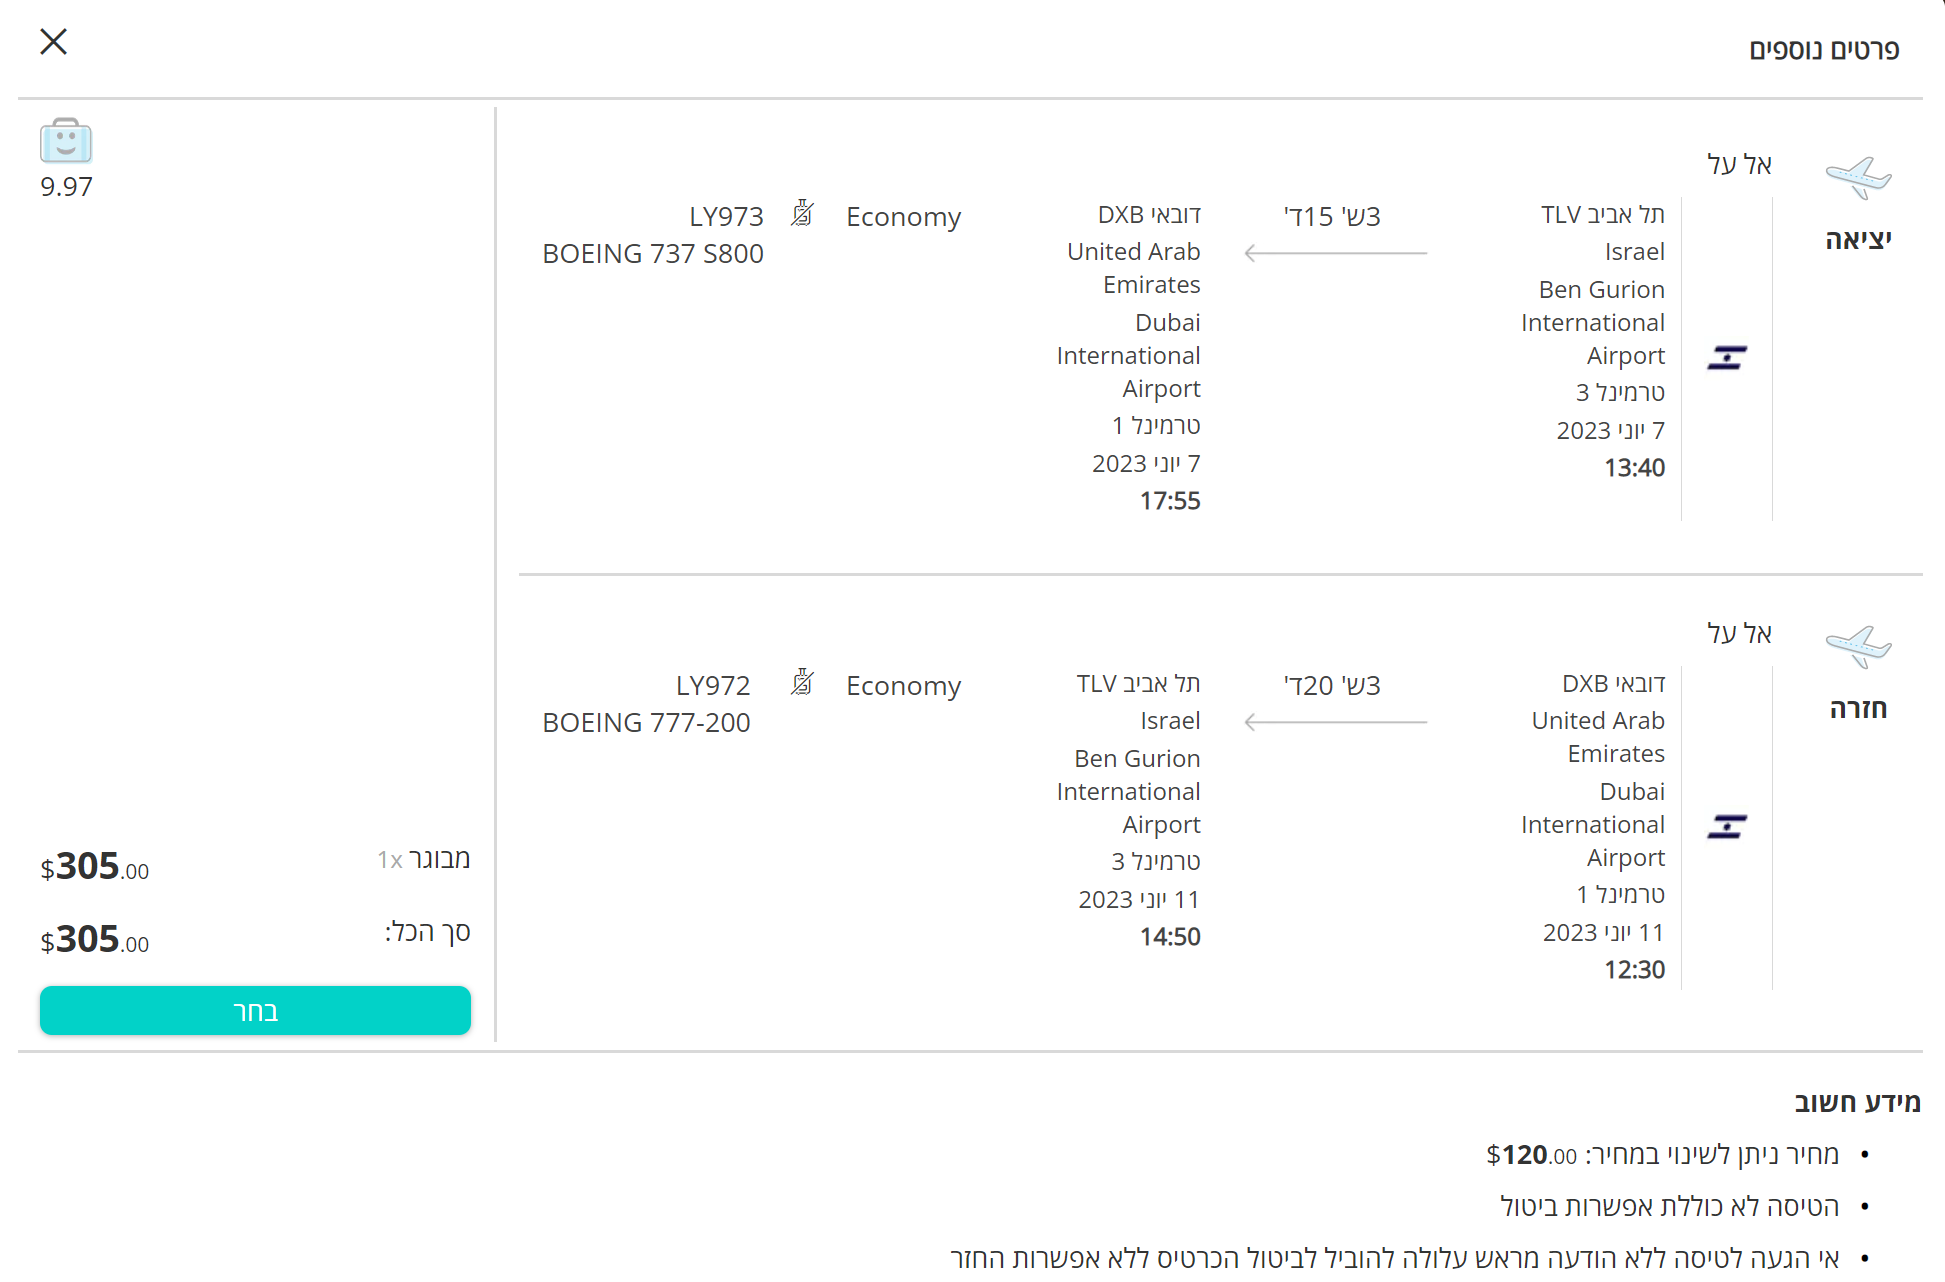 פרטים נוספים
יציאה
אל על
תל אביב TLV
Israel
Ben Gurion
International
Airport
טרמינל 3
7 יוני 2023
13:40
3ש' 15ד'
דובאי DXB
United Arab
Emirates
Dubai
International
Airport
טרמינל 1
7 יוני 2023
17:55
Economy
LY973
BOEING 737 S800
חזרה
אל על
דובאי DXB
United Arab
Emirates
Dubai
International
Airport
טרמינל 1
11 יוני 2023
12:30
3ש' 20ד'
תל אביב TLV
Israel
Ben Gurion
International
Airport
טרמינל 3
11 יוני 2023
14:50
Economy
LY972
BOEING 777-200
9.97
מבוגר 1x $305.00
סך הכל: $305.00
בחר
מידע חשוב
• מחיר ניתן לשינוי במחיר: $120.00
• הטיסה לא כוללת אפשרות ביטול
• אי הגעה לטיסה ללא הודעה מראש עלולה להוביל לביטול הכרטיס ללא אפשרות החזר